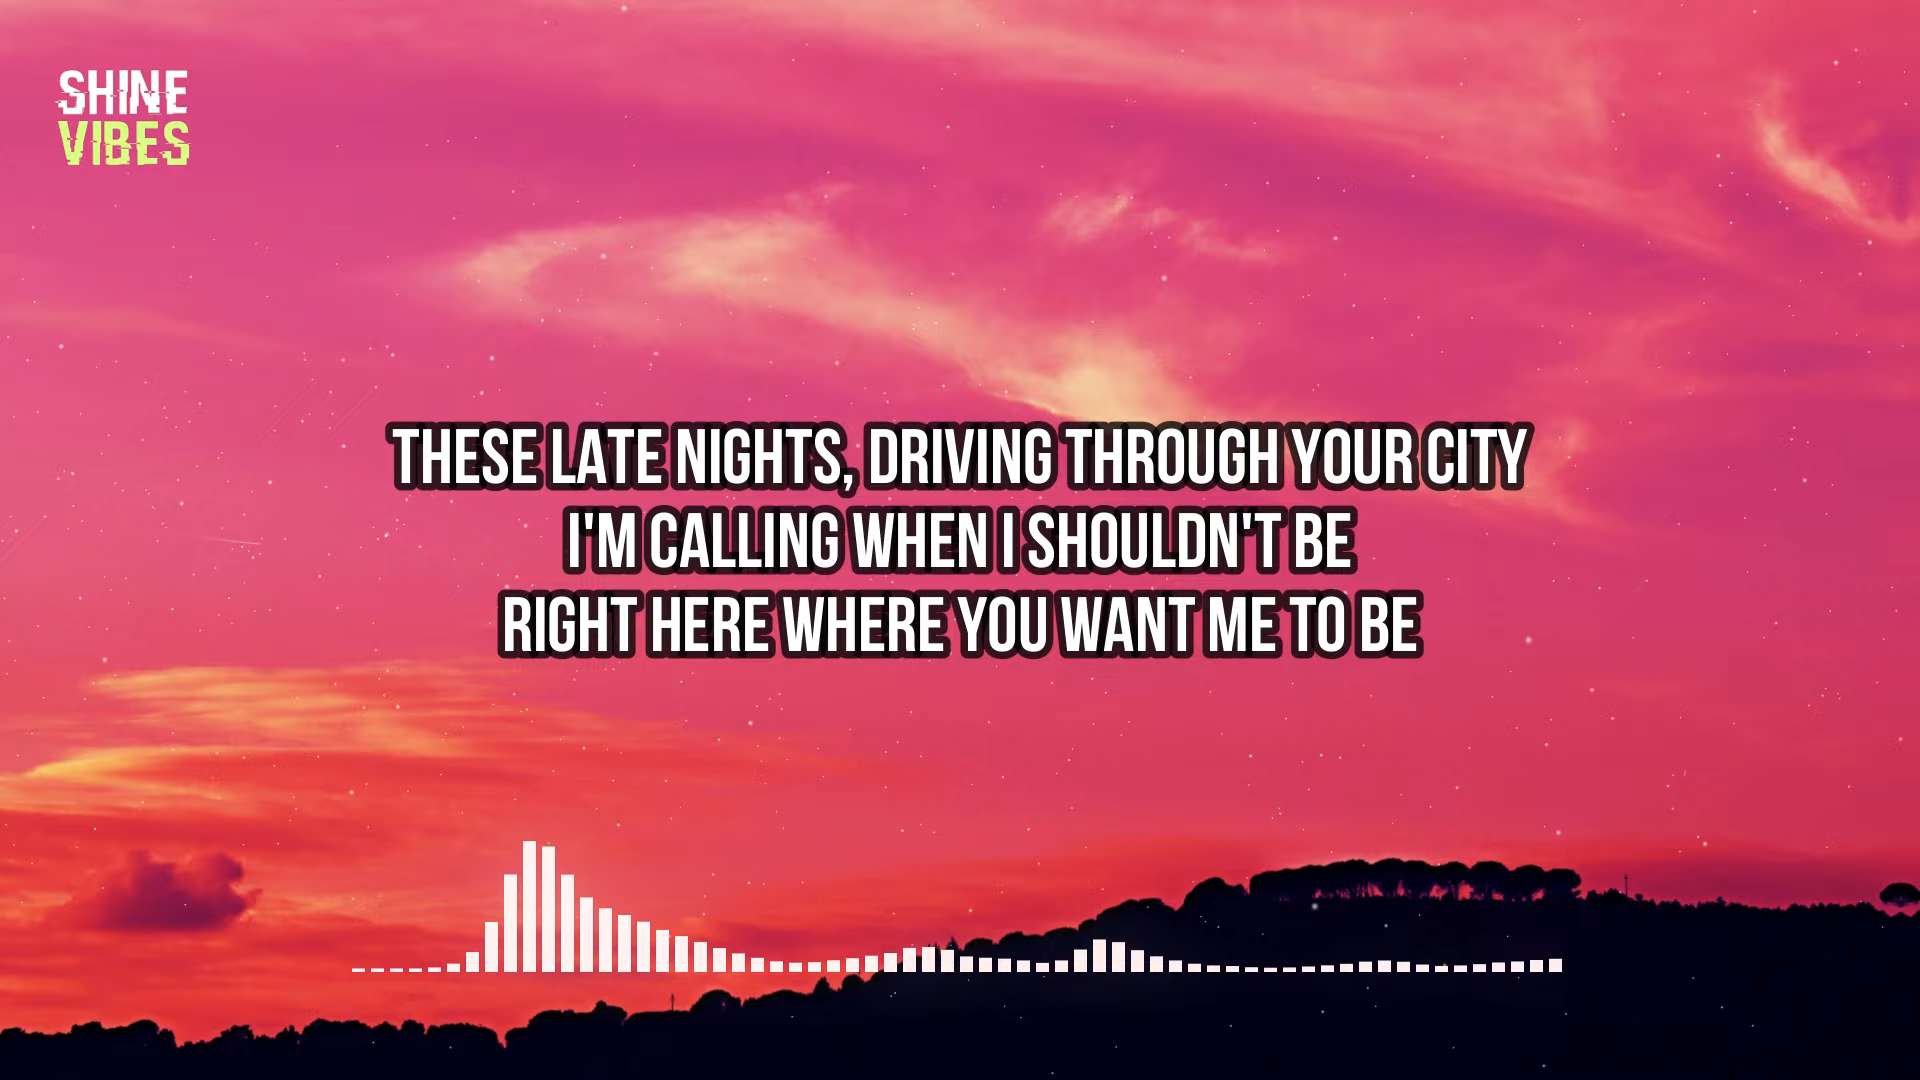 SHINE
VIBES
THESE LATE NIGHTS, DRIVING THROUGH YOUR CITY
I'M CALLING WHEN I SHOULDN'T BE
RIGHT HERE WHERE YOU WANT ME TO BE